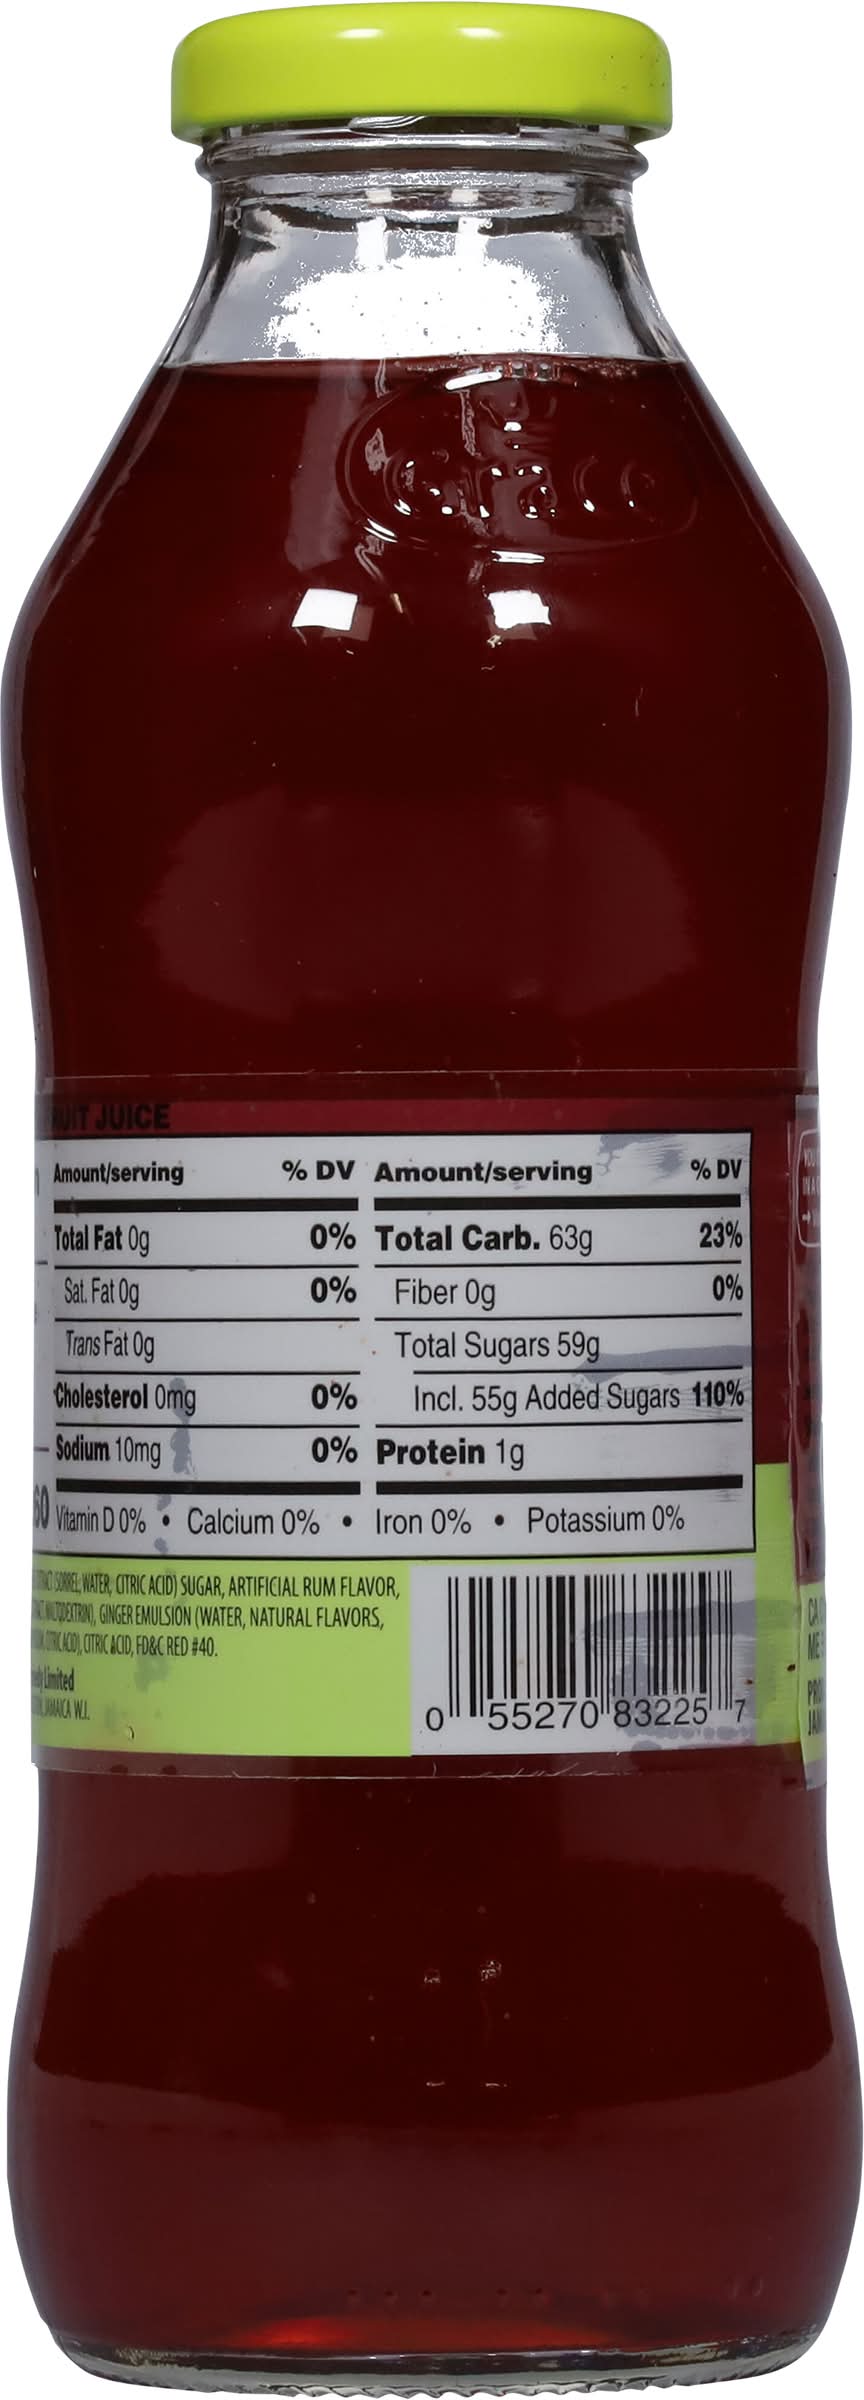 Grace
FRUIT JUICE
Amount/serving % DV Amount/serving % DV
Total Fat 0g 0% Total Carb. 63g 23%
Sat. Fat 0g 0% Fiber 0g 0%
Trans Fat 0g Total Sugars 59g
Cholesterol 0mg 0% Incl. 55g Added Sugars 110%
Sodium 10mg 0% Protein 1g
60 Vitamin D 0% • Calcium 0% • Iron 0% • Potassium 0%
(SORREL, WATER, CITRIC ACID) SUGAR, ARTIFICIAL RUM FLAVOR,
MALTODEXTRIN), GINGER EMULSION (WATER, NATURAL FLAVORS,
CITRIC ACID), CITRIC ACID, FD&C RED #40.
Limited
JAMAICA W.I.
0 55270 83225 7
CA
ME